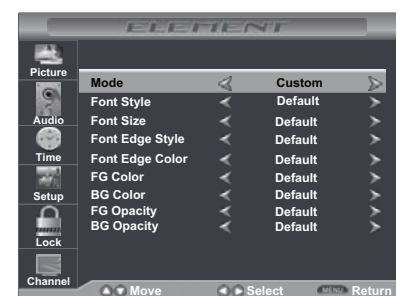 ELEMENT
Picture
Audio
Time
Setup
Lock
Channel
Mode Custom
Font Style Default
Font Size Default
Font Edge Style Default
Font Edge Color Default
FG Color Default
BG Color Default
FG Opacity Default
BG Opacity Default
Move Select MENU Return